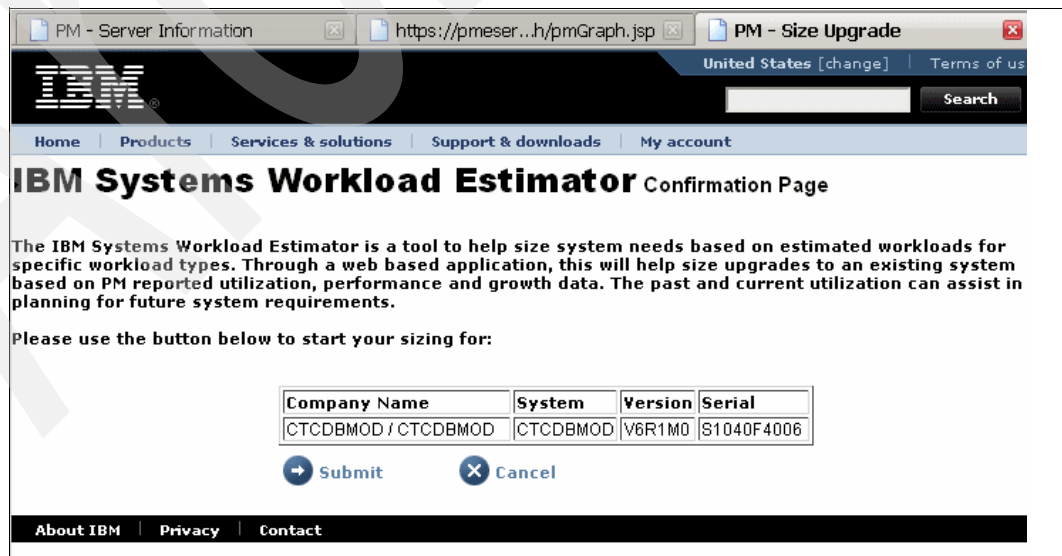 PM - Server Information
https://pmeser...h/pmGraph.jsp
PM - Size Upgrade
United States [change] | Terms of us
IBM®
Search
Home | Products | Services & solutions | Support & downloads | My account
IBM Systems Workload Estimator Confirmation Page
The IBM Systems Workload Estimator is a tool to help size system needs based on estimated workloads for
specific workload types. Through a web based application, this will help size upgrades to an existing system
based on PM reported utilization, performance and growth data. The past and current utilization can assist in
planning for future system requirements.
Please use the button below to start your sizing for:
Company Name System Version Serial
CTCDBMOD / CTCDBMOD CTCDBMOD V6R1M0 S1040F4006
Submit Cancel
About IBM | Privacy | Contact